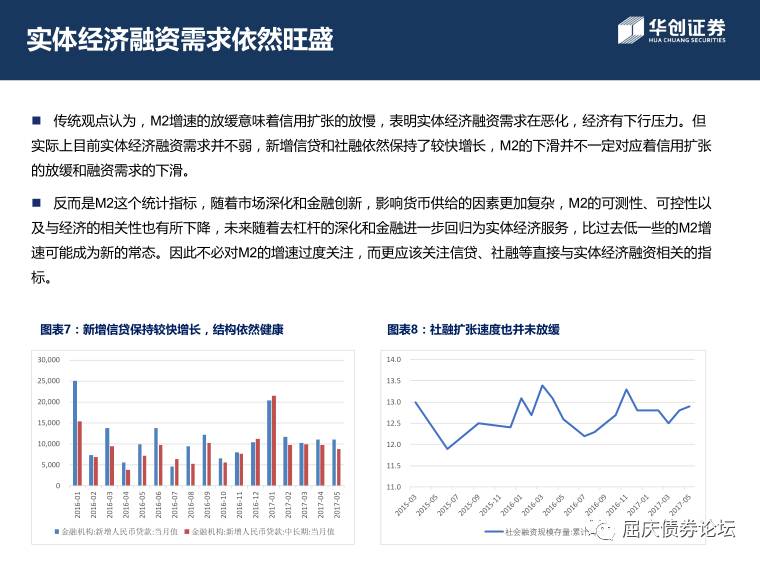 实体经济融资需求依然旺盛
华创证券
HUA CHUANG SECURITIES
传统观点认为，M2增速的放缓意味着信用扩张的放慢，表明实体经济融资需求在恶化，经济有下行压力。但
实际上目前实体经济融资需求并不弱，新增信贷和社融依然保持了较快增长，M2的下滑并不一定对应着信用扩张
的放缓和融资需求的下滑。
反而是M2这个统计指标，随着市场深化和金融创新，影响货币供给的因素更加复杂，M2的可测性、可控性以
及与经济的相关性也有所下降，未来随着去杠杆的深化和金融进一步回归为实体经济服务，比过去低一些的M2增
速可能成为新的常态。因此不必对M2的增速过度关注，而更应该关注信贷、社融等直接与实体经济融资相关的指
标。
图表7：新增信贷保持较快增长，结构依然健康
30,000
25,000
20,000
15,000
10,000
5,000
0
2016-01 2016-02 2016-03 2016-04 2016-05 2016-06 2016-07 2016-08 2016-09 2016-10 2016-11 2016-12 2017-01 2017-02 2017-03 2017-04 2017-05
金融机构:新增人民币贷款:当月值 金融机构:新增人民币贷款:中长期:当月值
图表8：社融扩张速度也并未放缓
14.0
13.5
13.0
12.5
12.0
11.5
11.0
2015-03 2015-05 2015-07 2015-09 2015-11 2016-01 2016-03 2016-05 2016-07 2016-09 2016-11 2017-01 2017-03 2017-05
社会融资规模存量:累计
屈庆债券论坛